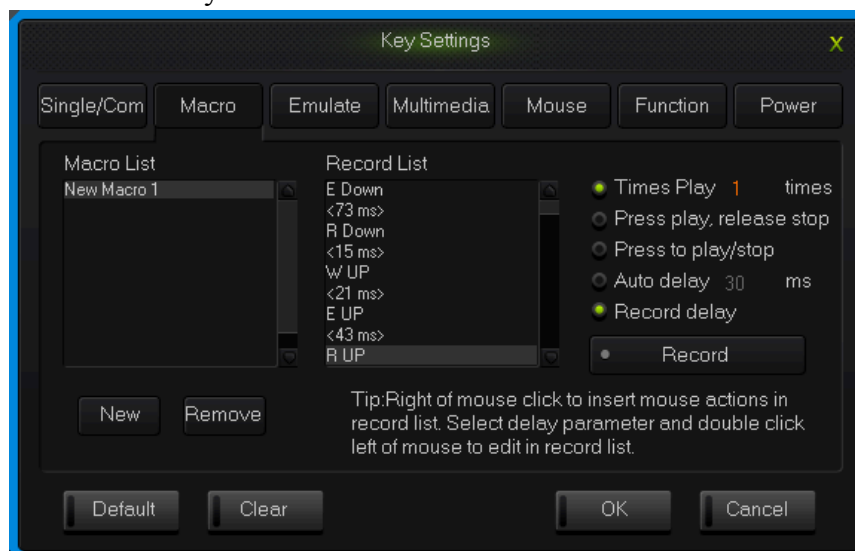 Key Settings
X
Single/Com Macro Emulate Multimedia Mouse Function Power
Macro List
New Macro 1
Record List
E Down
<73 ms>
R Down
<15 ms>
W UP
<21 ms>
E UP
<43 ms>
R UP
Times Play 1 times
Press play, release stop
Press to play/stop
Auto delay 30 ms
Record delay
Record
New Remove
Tip:Right of mouse click to insert mouse actions in
record list. Select delay parameter and double click
left of mouse to edit in record list.
Default Clear OK Cancel